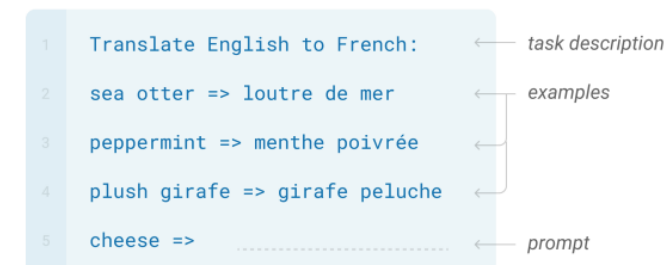 1 Translate English to French: task description
2 sea otter => loutre de mer examples
3 peppermint => menthe poivrée
4 plush girafe => girafe peluche
5 cheese => prompt